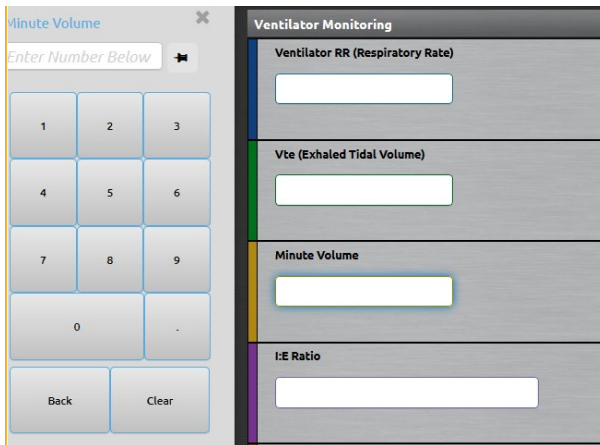 Minute Volume
Enter Number Below
1 2 3
4 5 6
7 8 9
0 .
Back Clear
Ventilator Monitoring
Ventilator RR (Respiratory Rate)
Vte (Exhaled Tidal Volume)
Minute Volume
I:E Ratio